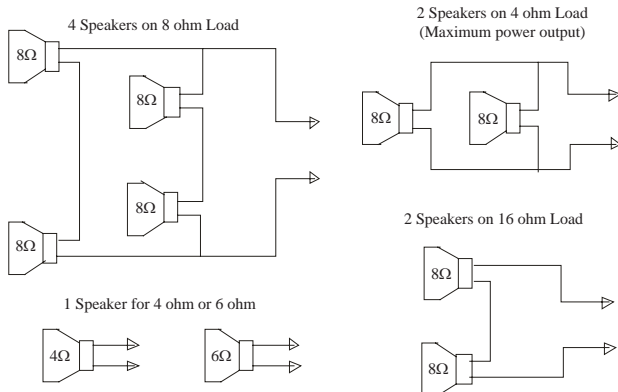 4 Speakers on 8 ohm Load
8Ω
8Ω
8Ω
8Ω
2 Speakers on 4 ohm Load
(Maximum power output)
8Ω
8Ω
1 Speaker for 4 ohm or 6 ohm
4Ω
6Ω
2 Speakers on 16 ohm Load
8Ω
8Ω